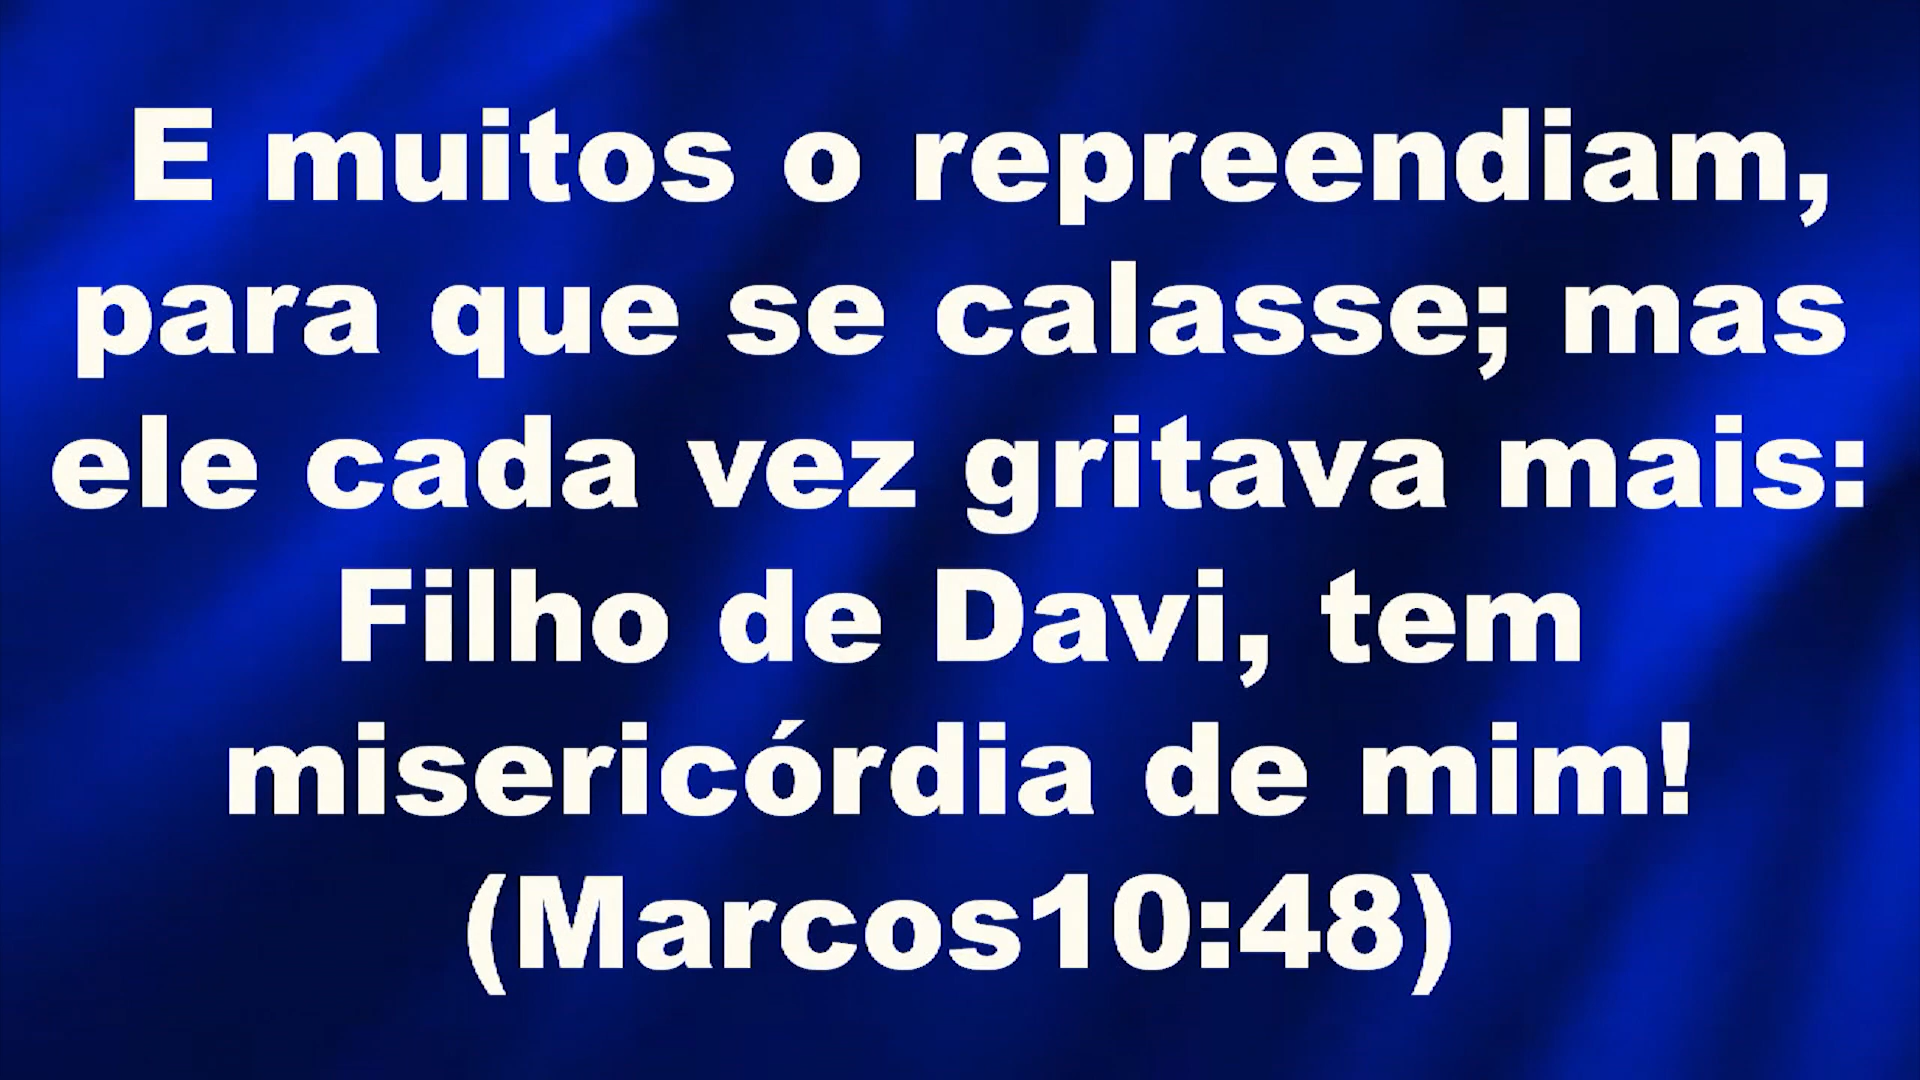 E muitos o repreendiam,
para que se calasse; mas
ele cada vez gritava mais:
Filho de Davi, tem
misericórdia de mim!
(Marcos10:48)